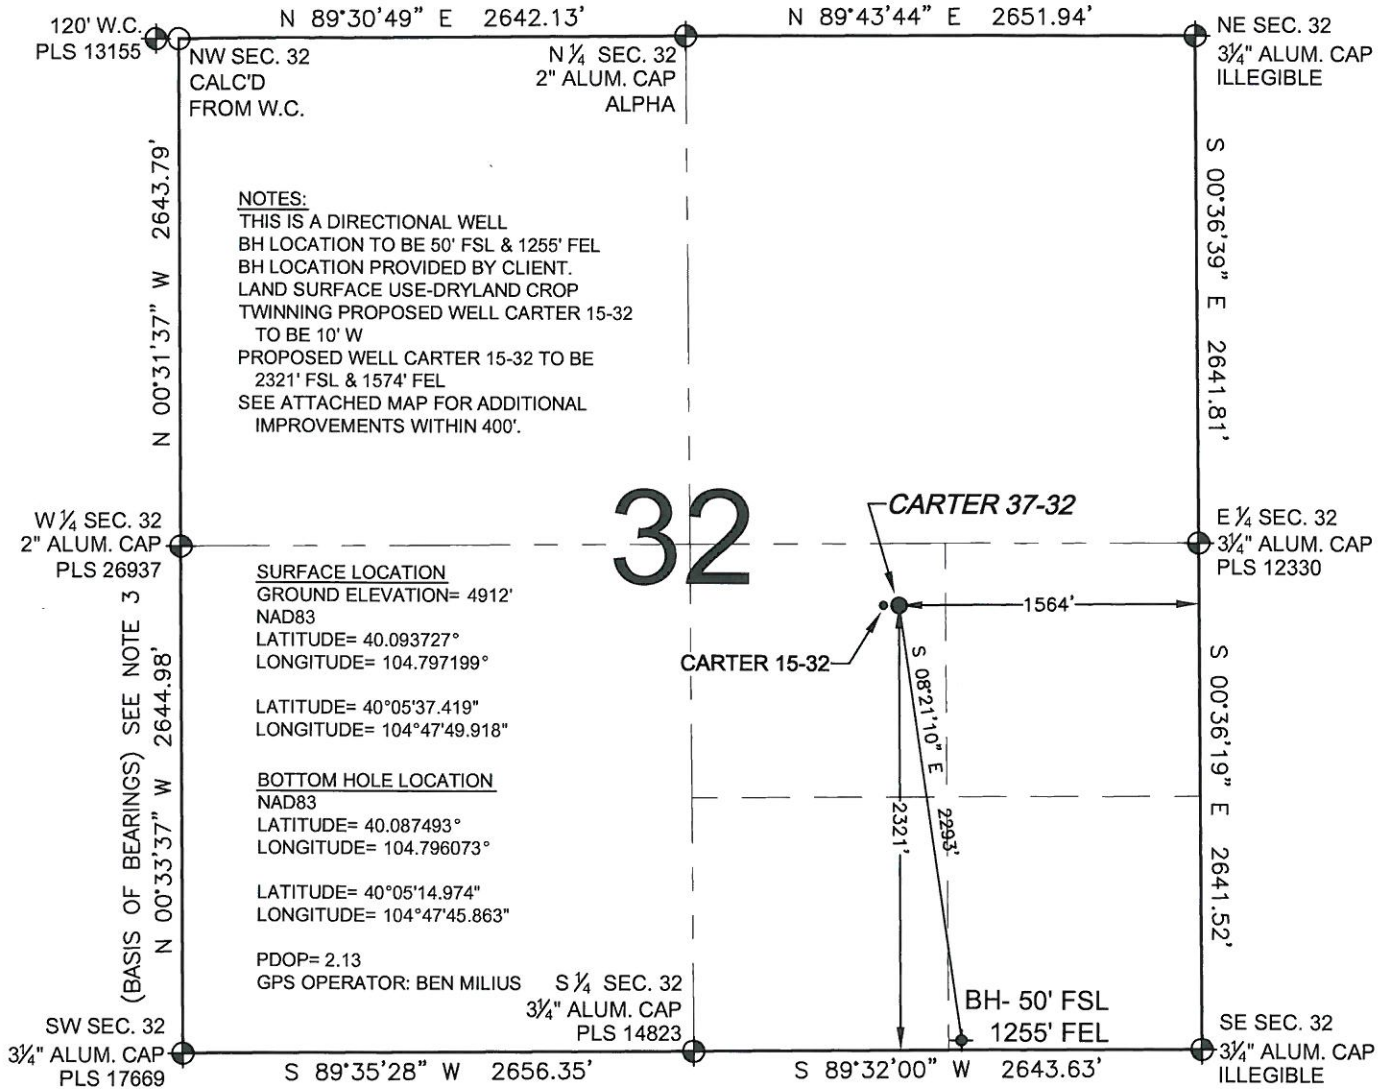 N 89°30'49" E 2642.13'
N 89°43'44" E 2651.94'
120' W.C.
PLS 13155
NW SEC. 32
CALC'D
FROM W.C.
N ¼ SEC. 32
2" ALUM. CAP
ALPHA
NE SEC. 32
3¼" ALUM. CAP
ILLEGIBLE
N 00°31'37" W 2643.79'
S 00°36'39" E 2641.81'
NOTES:
THIS IS A DIRECTIONAL WELL
BH LOCATION TO BE 50' FSL & 1255' FEL
BH LOCATION PROVIDED BY CLIENT.
LAND SURFACE USE-DRYLAND CROP
TWINNING PROPOSED WELL CARTER 15-32
TO BE 10' W
PROPOSED WELL CARTER 15-32 TO BE
2321' FSL & 1574' FEL
SEE ATTACHED MAP FOR ADDITIONAL
IMPROVEMENTS WITHIN 400'.
32
CARTER 37-32
W ¼ SEC. 32
2" ALUM. CAP
PLS 26937
E ¼ SEC. 32
3¼" ALUM. CAP
PLS 12330
SURFACE LOCATION
GROUND ELEVATION= 4912'
NAD83
LATITUDE= 40.093727°
LONGITUDE= 104.797199°
LATITUDE= 40°05'37.419"
LONGITUDE= 104°47'49.918"
1564'
CARTER 15-32
S 08°21'10" E 2293'
2321'
(BASIS OF BEARINGS) SEE NOTE 3
N 00°33'37" W 2644.98'
S 00°36'19" E 2641.52'
BOTTOM HOLE LOCATION
NAD83
LATITUDE= 40.087493°
LONGITUDE= 104.796073°
LATITUDE= 40°05'14.974"
LONGITUDE= 104°47'45.863"
PDOP= 2.13
GPS OPERATOR: BEN MILIUS
S ¼ SEC. 32
3¼" ALUM. CAP
PLS 14823
BH- 50' FSL
1255' FEL
SW SEC. 32
3¼" ALUM. CAP
PLS 17669
SE SEC. 32
3¼" ALUM. CAP
ILLEGIBLE
S 89°35'28" W 2656.35'
S 89°32'00" W 2643.63'